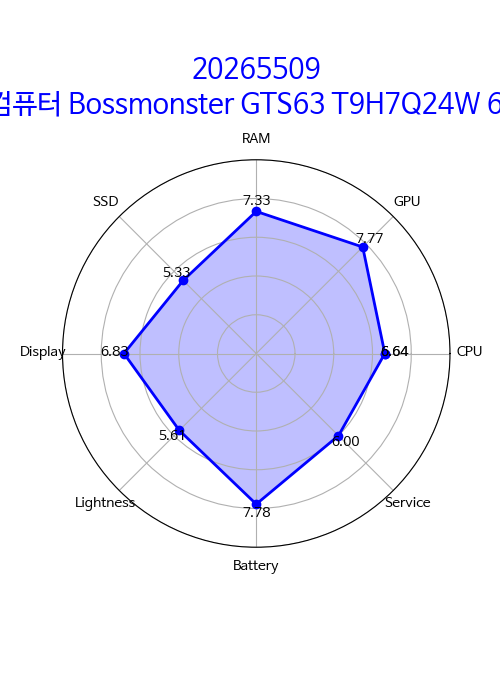 20265509
컴퓨터 Bossmonster GTS63 T9H7Q24W 6
RAM
7.33
SSD
GPU
7.77
5.33
Display
6.83
6.64
CPU
5.61
6.00
Lightness
Service
7.78
Battery